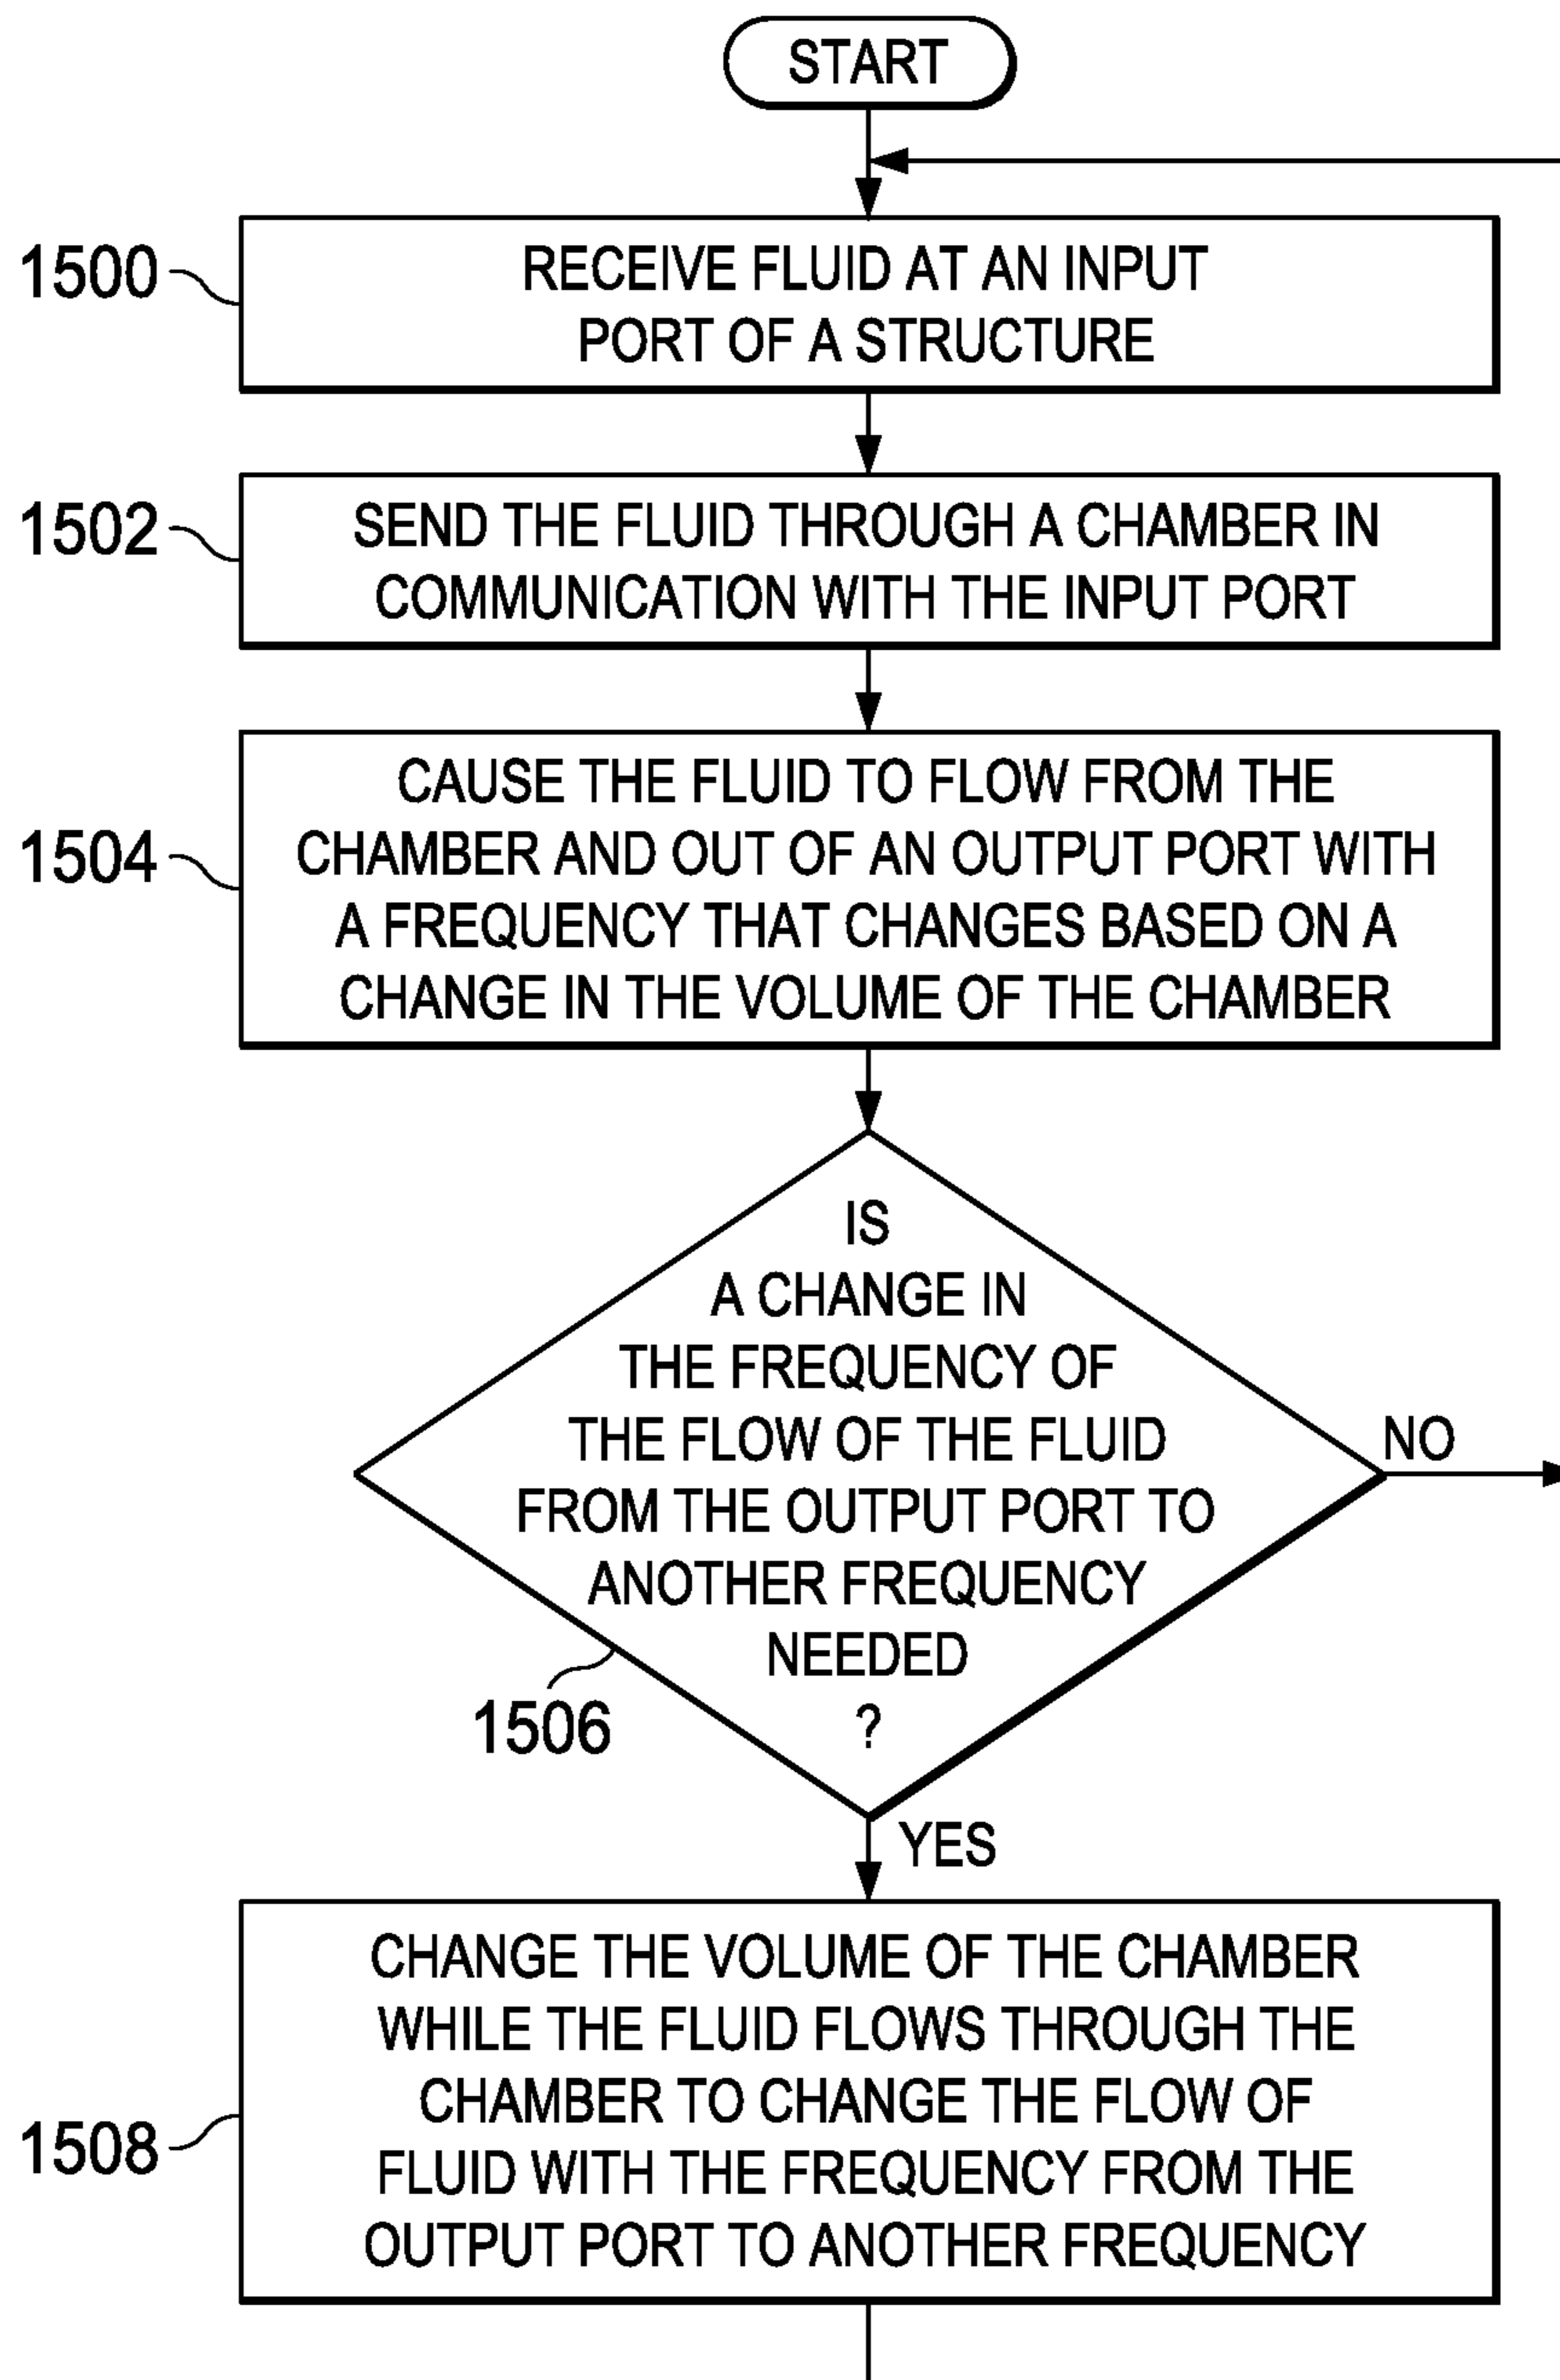 START
1500
RECEIVE FLUID AT AN INPUT
PORT OF A STRUCTURE
1502
SEND THE FLUID THROUGH A CHAMBER IN
COMMUNICATION WITH THE INPUT PORT
1504
CAUSE THE FLUID TO FLOW FROM THE
CHAMBER AND OUT OF AN OUTPUT PORT WITH
A FREQUENCY THAT CHANGES BASED ON A
CHANGE IN THE VOLUME OF THE CHAMBER
IS
A CHANGE IN
THE FREQUENCY OF
THE FLOW OF THE FLUID
FROM THE OUTPUT PORT TO
ANOTHER FREQUENCY
NEEDED
?
NO
1506
YES
1508
CHANGE THE VOLUME OF THE CHAMBER
WHILE THE FLUID FLOWS THROUGH THE
CHAMBER TO CHANGE THE FLOW OF
FLUID WITH THE FREQUENCY FROM THE
OUTPUT PORT TO ANOTHER FREQUENCY